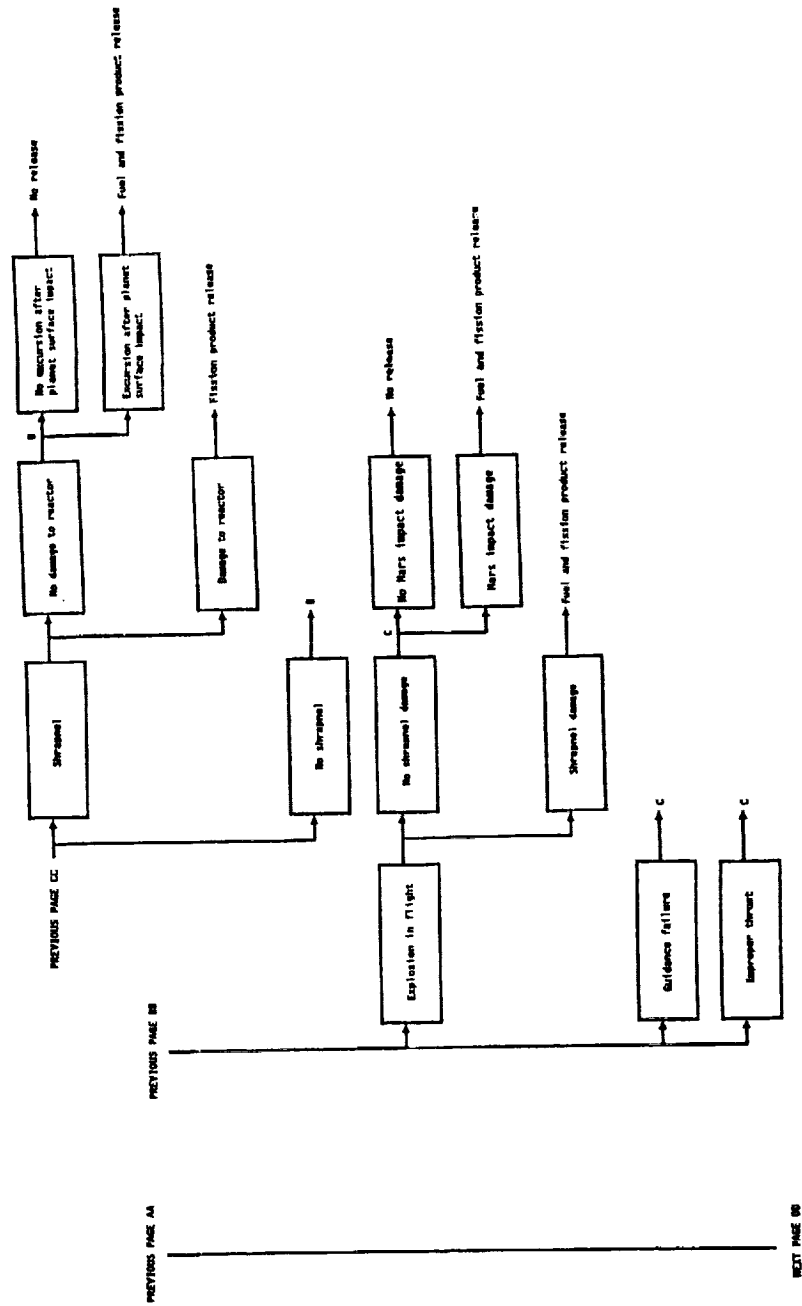 PREVIOUS PAGE CC
Shrapnel
No damage to reactor
B
No excursion after
planet surface impact
No release
Excursion after planet
surface impact
Fuel and fission product release
Damage to reactor
Fission product release
No shrapnel
B
PREVIOUS PAGE BB
Explosion in flight
No shrapnel damage
C
No Mars impact damage
No release
Mars impact damage
Fuel and fission product release
Shrapnel damage
Fuel and fission product release
Guidance failure
C
Improper thrust
C
PREVIOUS PAGE AA
NEXT PAGE DD